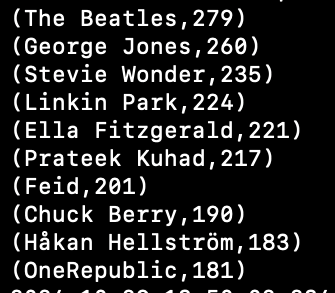 (The Beatles,279)
(George Jones,260)
(Stevie Wonder,235)
(Linkin Park,224)
(Ella Fitzgerald,221)
(Prateek Kuhad,217)
(Feid,201)
(Chuck Berry,190)
(Håkan Hellström,183)
(OneRepublic,181)